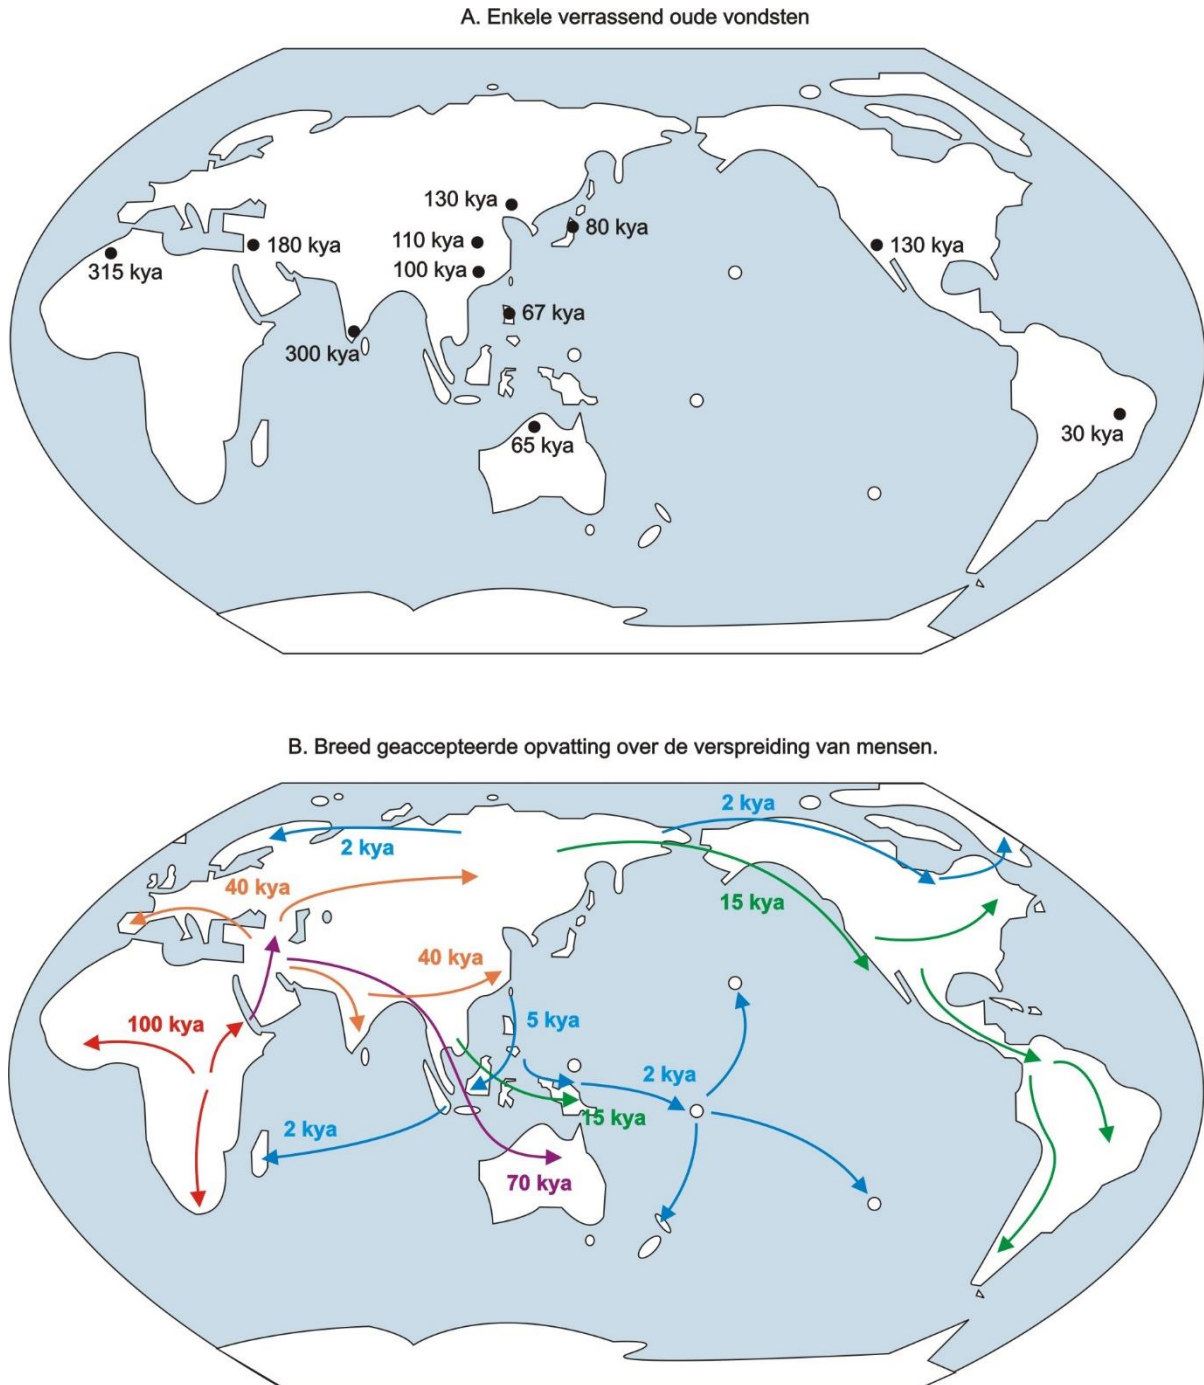 A. Enkele verrassend oude vondsten
130 kya
80 kya
110 kya
180 kya
130 kya
315 kya
100 kya
67 kya
300 kya
30 kya
65 kya
B. Breed geaccepteerde opvatting over de verspreiding van mensen.
2 kya
2 kya
40 kya
15 kya
40 kya
100 kya
5 kya
2 kya
15 kya
2 kya
70 kya